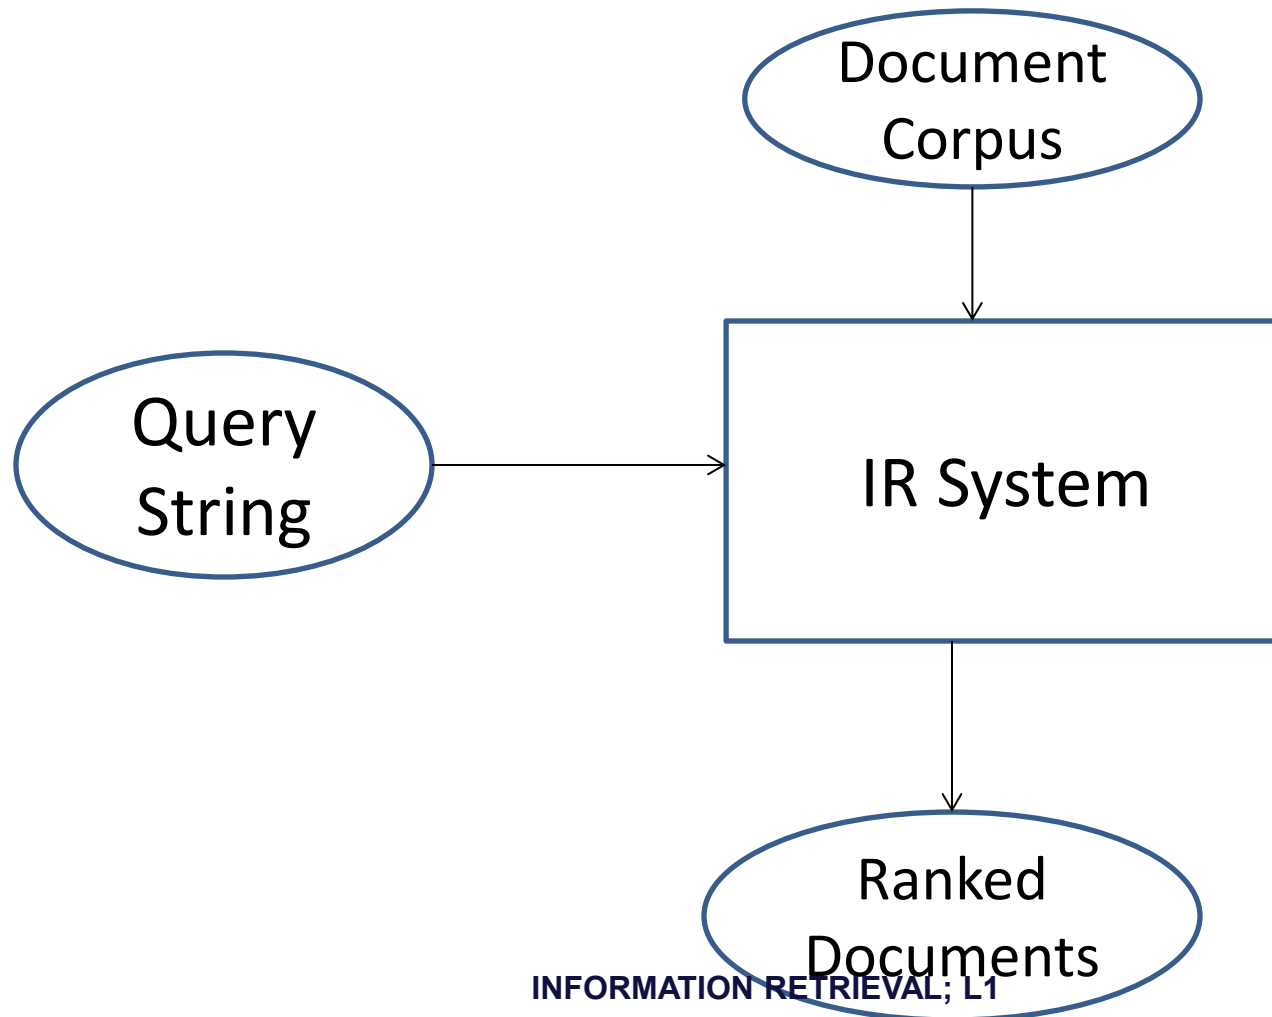 Document
Corpus
Query
String
IR System
Ranked
Documents
INFORMATION RETRIEVAL; L1